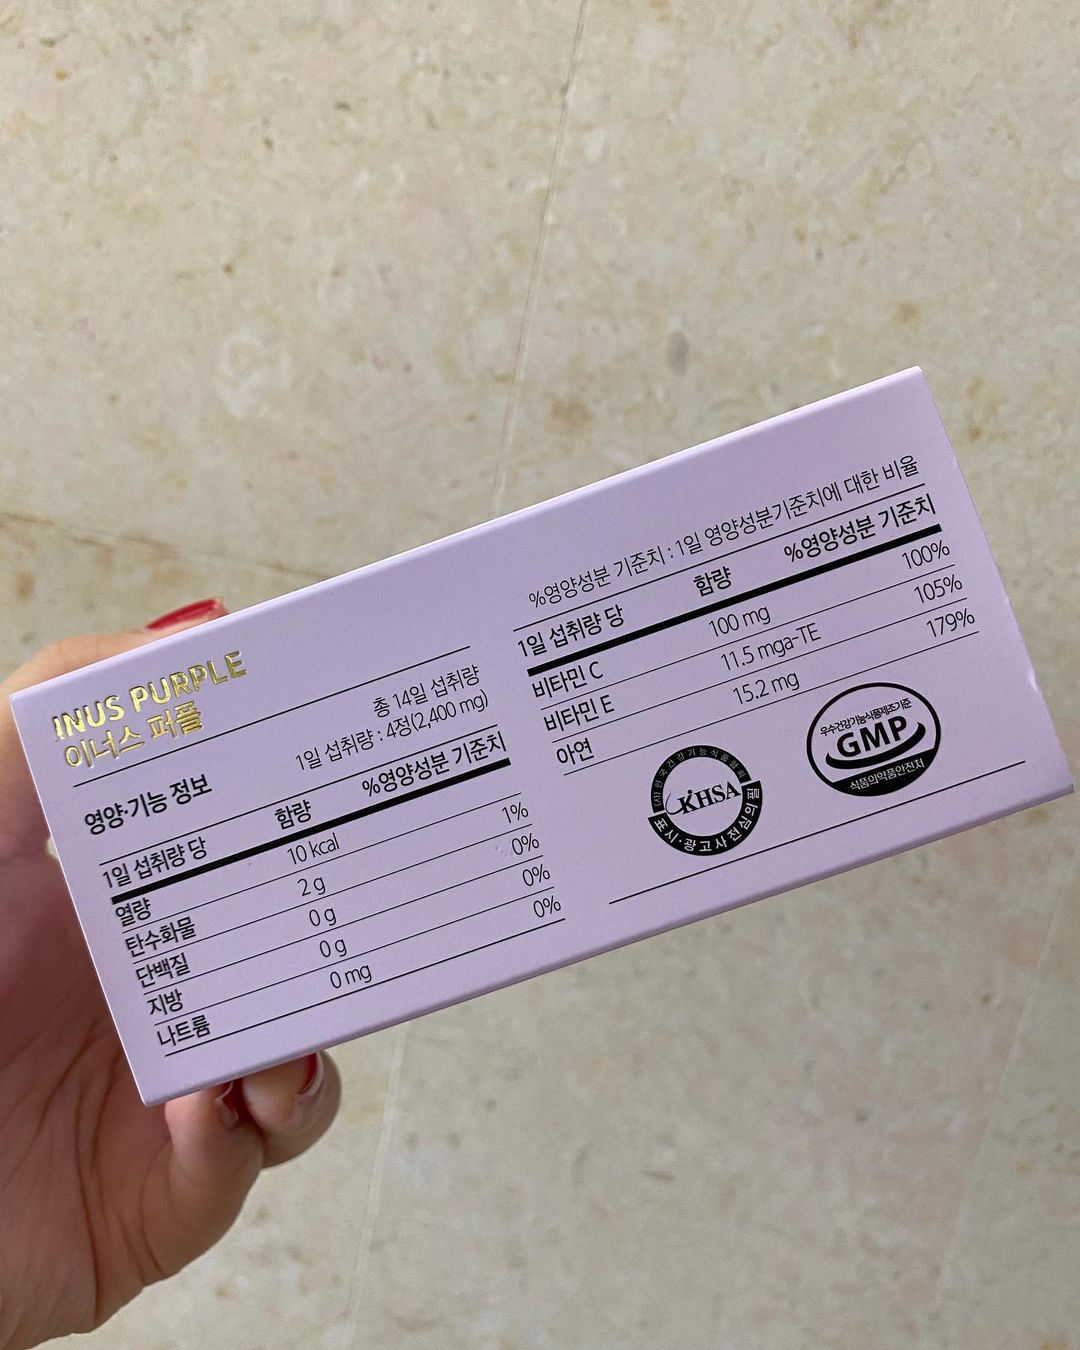 INUS PURPLE
이너스 퍼플
총 14일 섭취량
영양·기능 정보 1일 섭취량 : 4정(2,400 mg)
1일 섭취량 당 함량 %영양성분 기준치
열량 10 kcal
탄수화물 2 g 1%
단백질 0 g 0%
지방 0 g 0%
나트륨 0 mg 0%
%영양성분 기준치 : 1일 영양성분기준치에 대한 비율
1일 섭취량 당 함량 %영양성분 기준치
비타민 C 100 mg 100%
비타민 E 11.5 mga-TE 105%
아연 15.2 mg 179%
(사)한국건강기능식품협회
KHSA
표시·광고사전심의필
우수건강기능식품제조기준
GMP
식품의약품안전처